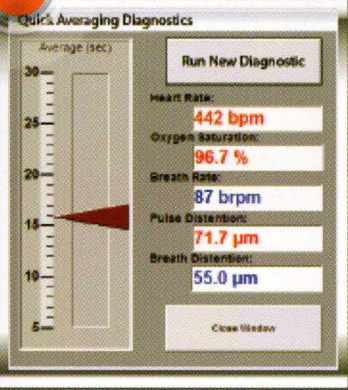 Quick Averaging Diagnostics
Average (sec)
30
25
20
15
10
5
Run New Diagnostic
Heart Rate:
442 bpm
Oxygen Saturation:
96.7 %
Breath Rate:
87 brpm
Pulse Distention:
71.7 µm
Breath Distention:
55.0 µm
Close Window